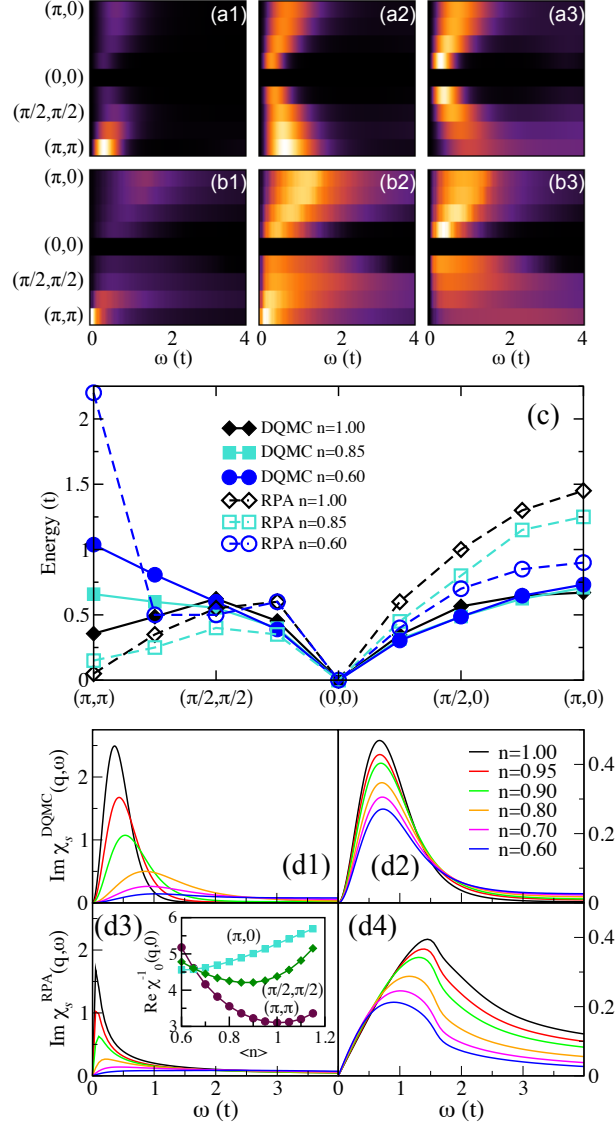 (π,0) (a1) (a2) (a3)
(0,0)
(π/2,π/2)
(π,π)
(π,0) (b1) (b2) (b3)
(0,0)
(π/2,π/2)
(π,π)
0 2 4 0 2 4 0 2 4
ω (t) ω (t) ω (t)
(c)
2
1.5
1
0.5
0
Energy (t)
DQMC n=1.00
DQMC n=0.85
DQMC n=0.60
RPA n=1.00
RPA n=0.85
RPA n=0.60
(π,π) (π/2,π/2) (0,0) (π/2,0) (π,0)
Im χₛᴰQᴹᶜ(q,ω)
2
1
0
(d1)
(d2)
n=1.00
n=0.95
n=0.90
n=0.80
n=0.70
n=0.60
0.4
0.2
0
Im χₛᴿᴾᴬ(q,ω)
2
1
0
(d3)
Re χ₀⁻¹(q,0)
6
5
4
3
(π,0)
(π/2,π/2)
(π,π)
0.6 0.8 1.0 1.2
<n>
(d4)
0.4
0.2
0
0 1 2 3 0 1 2 3 4
ω (t) ω (t)